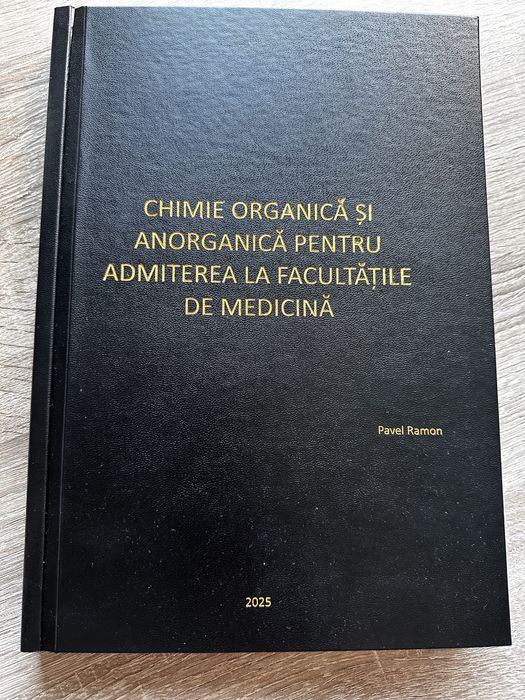 CHIMIE ORGANICĂ ȘI
ANORGANICĂ PENTRU
ADMITEREA LA FACULTĂȚILE
DE MEDICINĂ
Pavel Ramon
2025